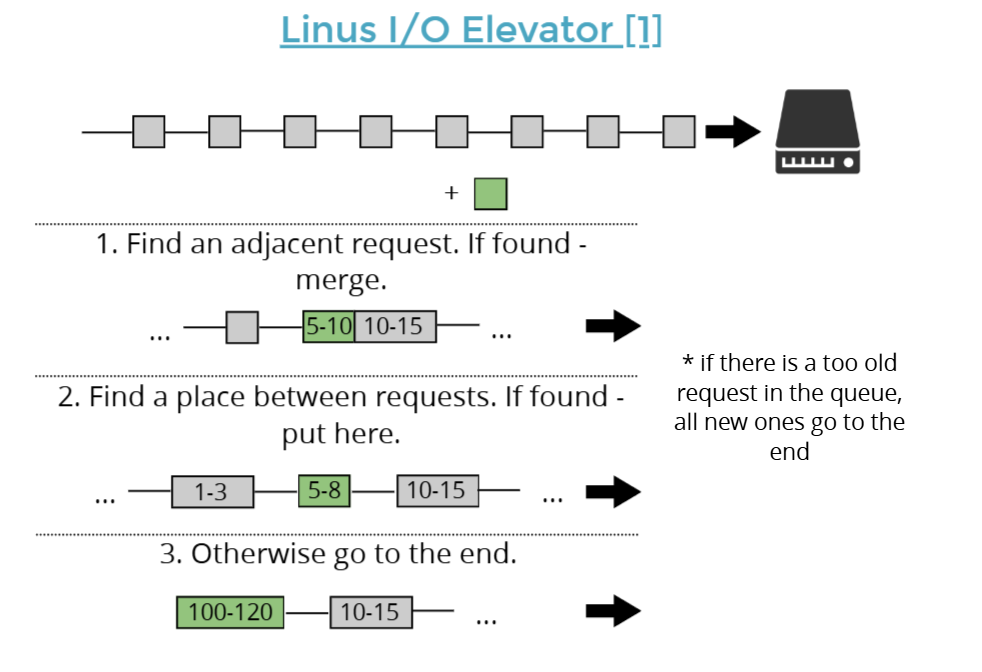 Linus I/O Elevator [1]
+
1. Find an adjacent request. If found -
merge.
... 5-10 10-15 ...
2. Find a place between requests. If found -
put here.
... 1-3 5-8 10-15 ...
3. Otherwise go to the end.
100-120 10-15 ...
* if there is a too old
request in the queue,
all new ones go to the
end